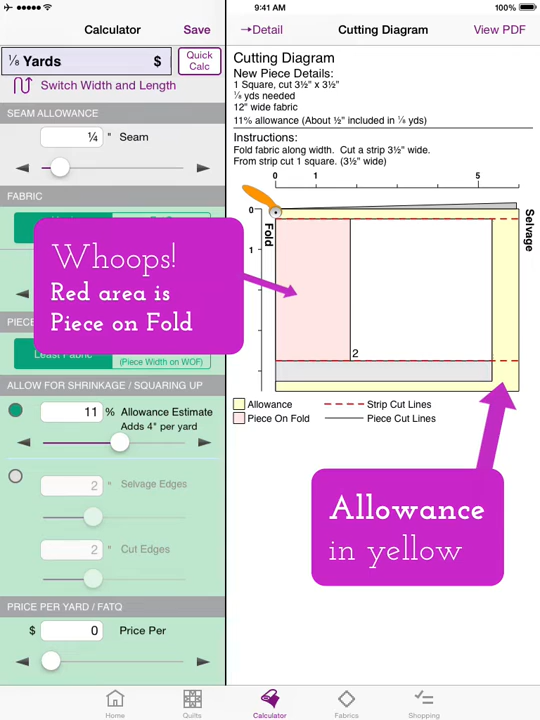 9:41 AM
100%
Calculator
Save
→Detail
Cutting Diagram
View PDF
⅛ Yards
$
Quick
Calc
Switch Width and Length
SEAM ALLOWANCE
¼ " Seam
FABRIC
PIECE
Least Fabric
(Piece Width on WOF)
ALLOW FOR SHRINKAGE / SQUARING UP
11 % Allowance Estimate
Adds 4" per yard
2 " Selvage Edges
2 " Cut Edges
PRICE PER YARD / FATQ
$ 0 Price Per
Cutting Diagram
New Piece Details:
1 Square, cut 3½" x 3½"
⅛ yds needed
12" wide fabric
11% allowance (About ½" included in ⅛ yds)
Instructions:
Fold fabric along width. Cut a strip 3½" wide.
From strip cut 1 square. (3½" wide)
0 1 5
0
1
Fold
Selvage
2
Allowance
Strip Cut Lines
Piece On Fold
Piece Cut Lines
Whoops!
Red area is
Piece on Fold
Allowance
in yellow
Home
Quilts
Calculator
Fabrics
Shopping